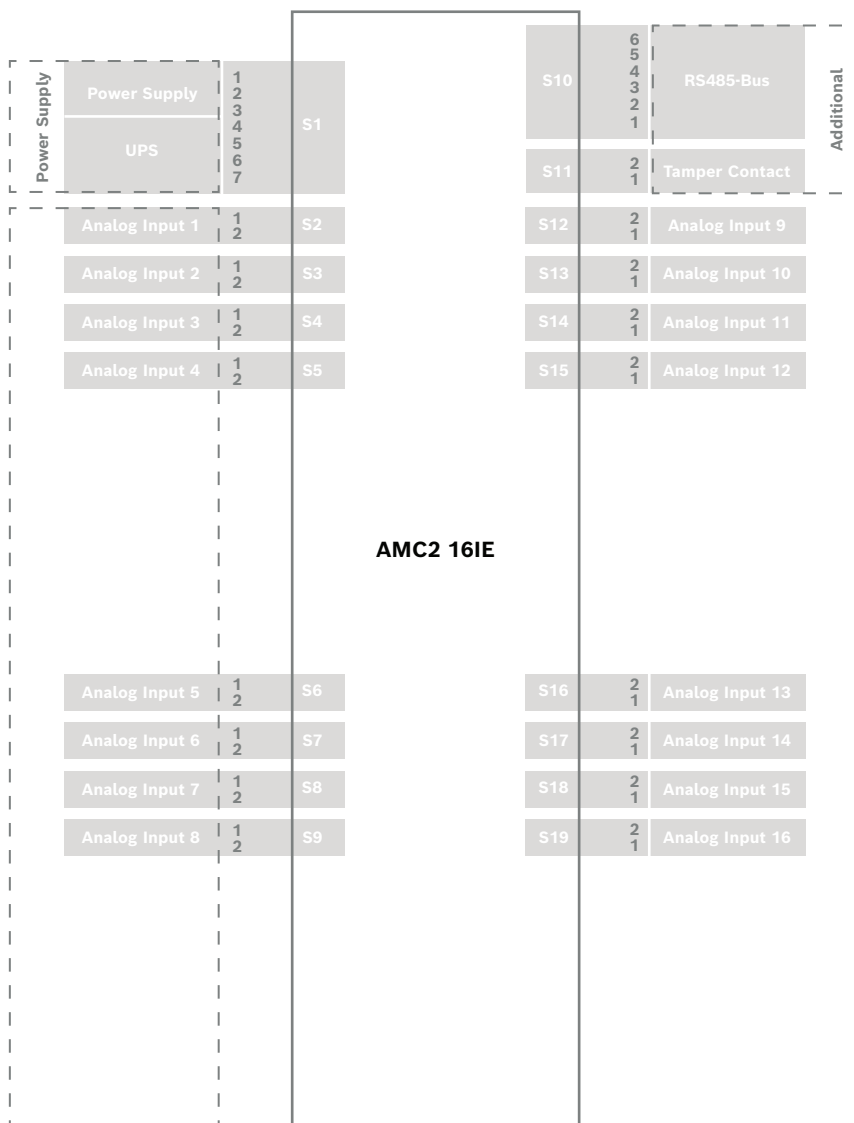 Power Supply
Power Supply
UPS
1
2
3
4
5
6
7
S1
Analog Input 1 1 2 S2
Analog Input 2 1 2 S3
Analog Input 3 1 2 S4
Analog Input 4 1 2 S5
AMC2 16IE
Analog Input 5 1 2 S6
Analog Input 6 1 2 S7
Analog Input 7 1 2 S8
Analog Input 8 1 2 S9
S10
6
5
4
3
2
1
RS485-Bus
Additional
S11 2 1 Tamper Contact
S12 2 1 Analog Input 9
S13 2 1 Analog Input 10
S14 2 1 Analog Input 11
S15 2 1 Analog Input 12
S16 2 1 Analog Input 13
S17 2 1 Analog Input 14
S18 2 1 Analog Input 15
S19 2 1 Analog Input 16